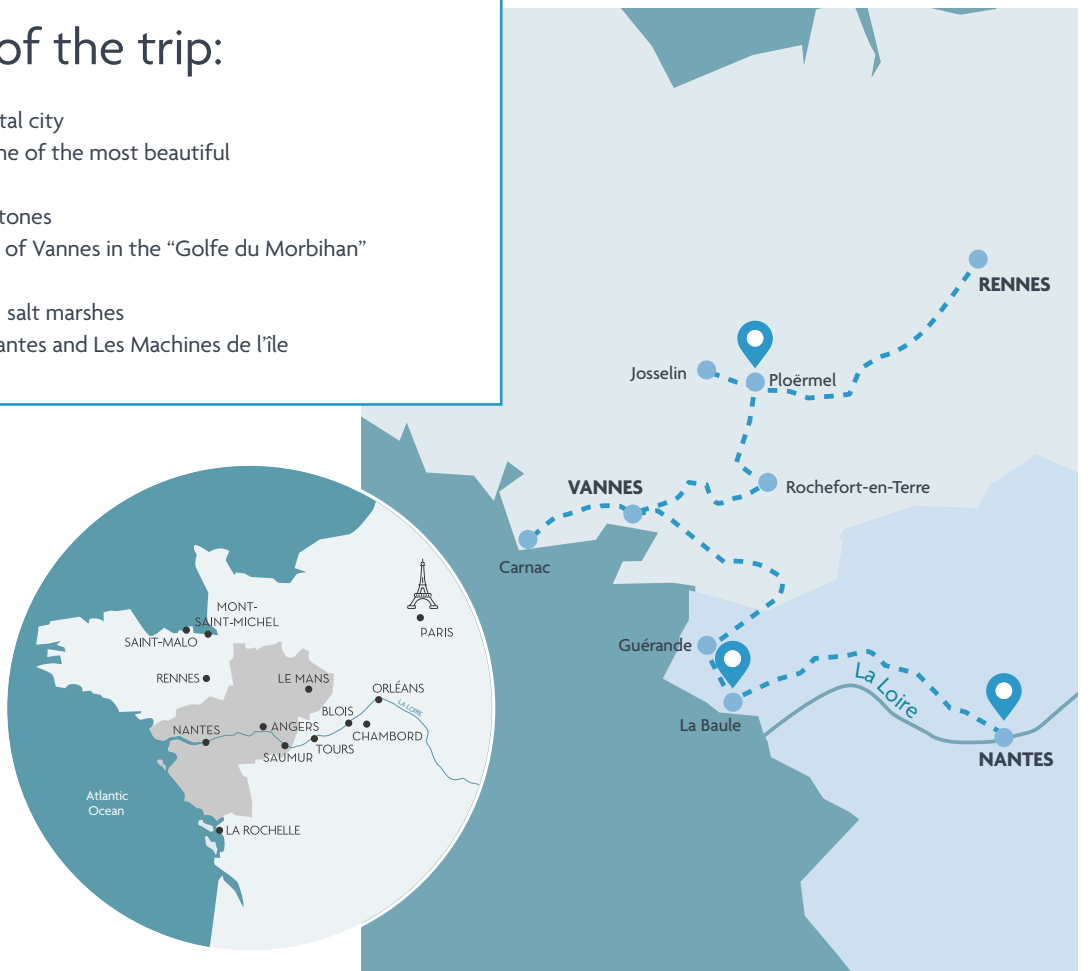 of the trip:
tal city
ne of the most beautiful
tones
of Vannes in the “Golfe du Morbihan”
salt marshes
antes and Les Machines de l’île
RENNES
Josselin
Ploërmel
VANNES
Rochefort-en-Terre
Carnac
Guérande
La Loire
La Baule
NANTES
MONT-
SAINT-MICHEL
SAINT-MALO
PARIS
RENNES
LE MANS
ORLÉANS
LA LOIRE
BLOIS
NANTES
ANGERS
CHAMBORD
TOURS
SAUMUR
Atlantic
Ocean
LA ROCHELLE